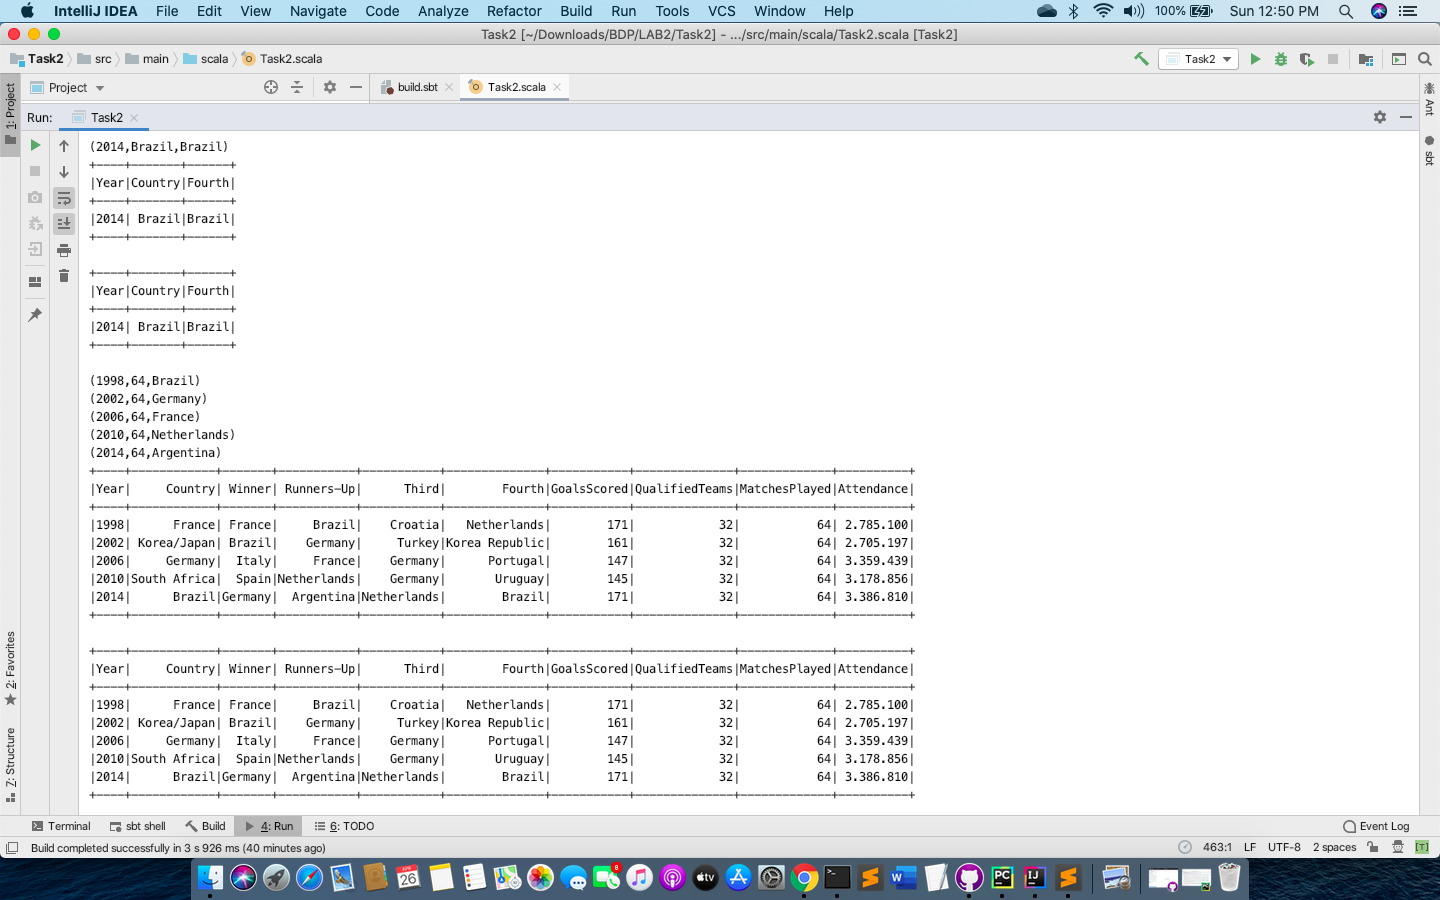 IntelliJ IDEA File Edit View Navigate Code Analyze Refactor Build Run Tools VCS Window Help 100% Sun 12:50 PM
Task2 [~/Downloads/BDP/LAB2/Task2] - .../src/main/scala/Task2.scala [Task2]
Task2 src main scala Task2.scala Task2
1: Project
Project build.sbt Task2.scala
Ant
Run: Task2
sbt
(2014,Brazil,Brazil)
+----+-------+------+
|Year|Country|Fourth|
+----+-------+------+
|2014| Brazil|Brazil|
+----+-------+------+
+----+-------+------+
|Year|Country|Fourth|
+----+-------+------+
|2014| Brazil|Brazil|
+----+-------+------+
(1998,64,Brazil)
(2002,64,Germany)
(2006,64,France)
(2010,64,Netherlands)
(2014,64,Argentina)
+----+------------+-------+-----------+-----------+--------------+-----------+--------------+-------------+----------+
|Year|     Country| Winner| Runners-Up|      Third|        Fourth|GoalsScored|QualifiedTeams|MatchesPlayed|Attendance|
+----+------------+-------+-----------+-----------+--------------+-----------+--------------+-------------+----------+
|1998|      France| France|     Brazil|    Croatia|   Netherlands|        171|            32|           64| 2.785.100|
|2002| Korea/Japan| Brazil|    Germany|     Turkey|Korea Republic|        161|            32|           64| 2.705.197|
|2006|     Germany|  Italy|     France|    Germany|      Portugal|        147|            32|           64| 3.359.439|
|2010|South Africa|  Spain|Netherlands|    Germany|       Uruguay|        145|            32|           64| 3.178.856|
|2014|      Brazil|Germany|  Argentina|Netherlands|        Brazil|        171|            32|           64| 3.386.810|
+----+------------+-------+-----------+-----------+--------------+-----------+--------------+-------------+----------+
+----+------------+-------+-----------+-----------+--------------+-----------+--------------+-------------+----------+
|Year|     Country| Winner| Runners-Up|      Third|        Fourth|GoalsScored|QualifiedTeams|MatchesPlayed|Attendance|
+----+------------+-------+-----------+-----------+--------------+-----------+--------------+-------------+----------+
|1998|      France| France|     Brazil|    Croatia|   Netherlands|        171|            32|           64| 2.785.100|
|2002| Korea/Japan| Brazil|    Germany|     Turkey|Korea Republic|        161|            32|           64| 2.705.197|
|2006|     Germany|  Italy|     France|    Germany|      Portugal|        147|            32|           64| 3.359.439|
|2010|South Africa|  Spain|Netherlands|    Germany|       Uruguay|        145|            32|           64| 3.178.856|
|2014|      Brazil|Germany|  Argentina|Netherlands|        Brazil|        171|            32|           64| 3.386.810|
+----+------------+-------+-----------+-----------+--------------+-----------+--------------+-------------+----------+
2: Favorites
Z: Structure
Terminal sbt shell Build 4: Run 6: TODO Event Log
Build completed successfully in 3 s 926 ms (40 minutes ago) 463:1 LF UTF-8 2 spaces [T]
8
26
tv
W
PC
IJ